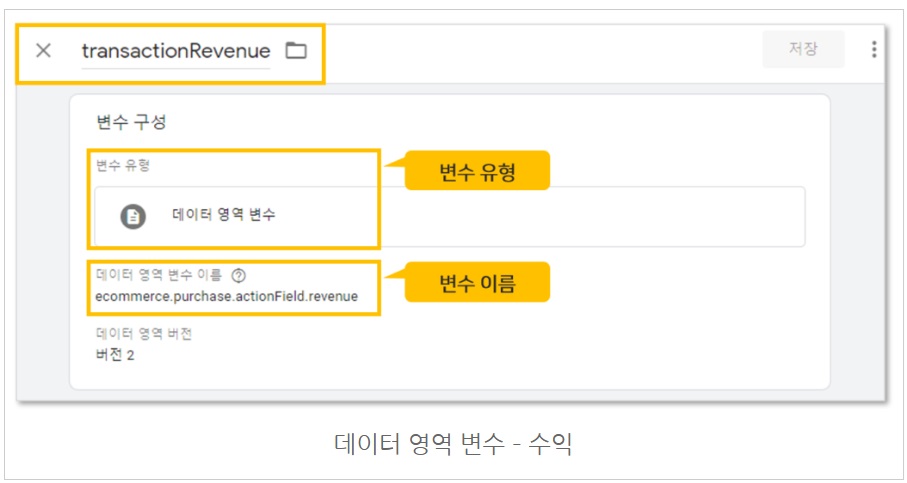 transactionRevenue
저장
변수 구성
변수 유형
변수 유형
데이터 영역 변수
데이터 영역 변수 이름
변수 이름
ecommerce.purchase.actionField.revenue
데이터 영역 버전
버전 2
데이터 영역 변수 - 수익